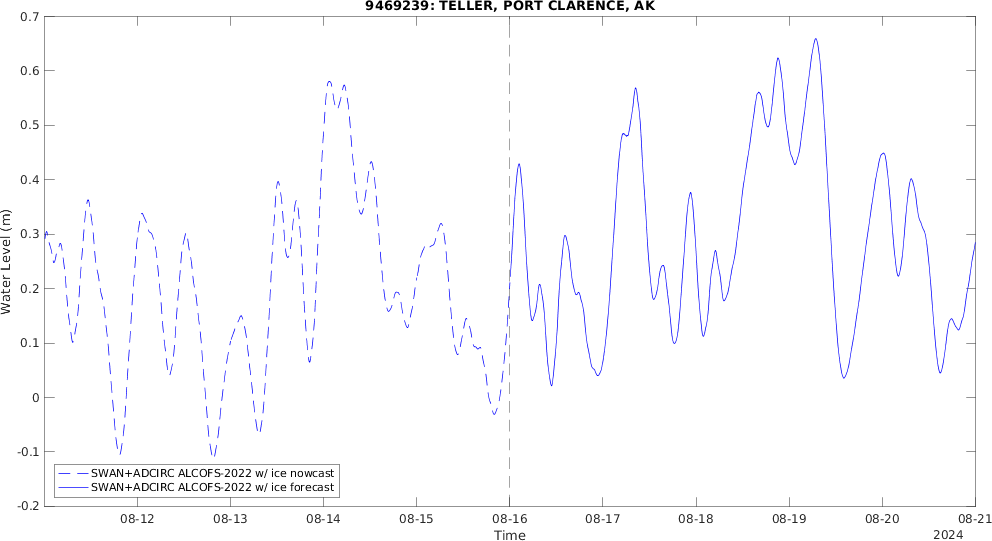 9469239: TELLER, PORT CLARENCE, AK
0.7
0.6
0.5
0.4
0.3
0.2
0.1
0
-0.1
-0.2
Water Level (m)
SWAN+ADCIRC ALCOFS-2022 w/ ice nowcast
SWAN+ADCIRC ALCOFS-2022 w/ ice forecast
08-12 08-13 08-14 08-15 08-16 08-17 08-18 08-19 08-20 08-21
Time
2024